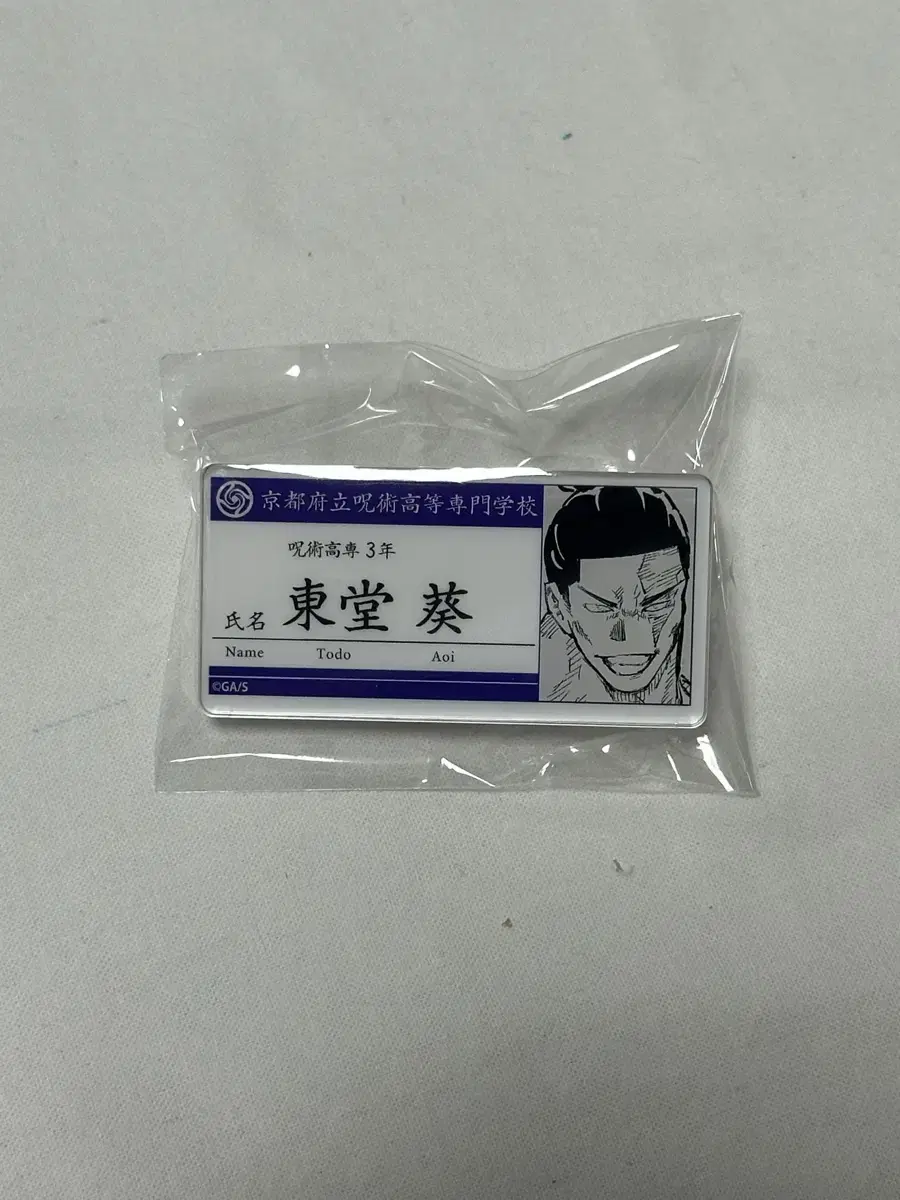 京都府立呪術高等専門学校
呪術高専 3年
氏名 東堂 葵
Name Todo Aoi
©GA/S